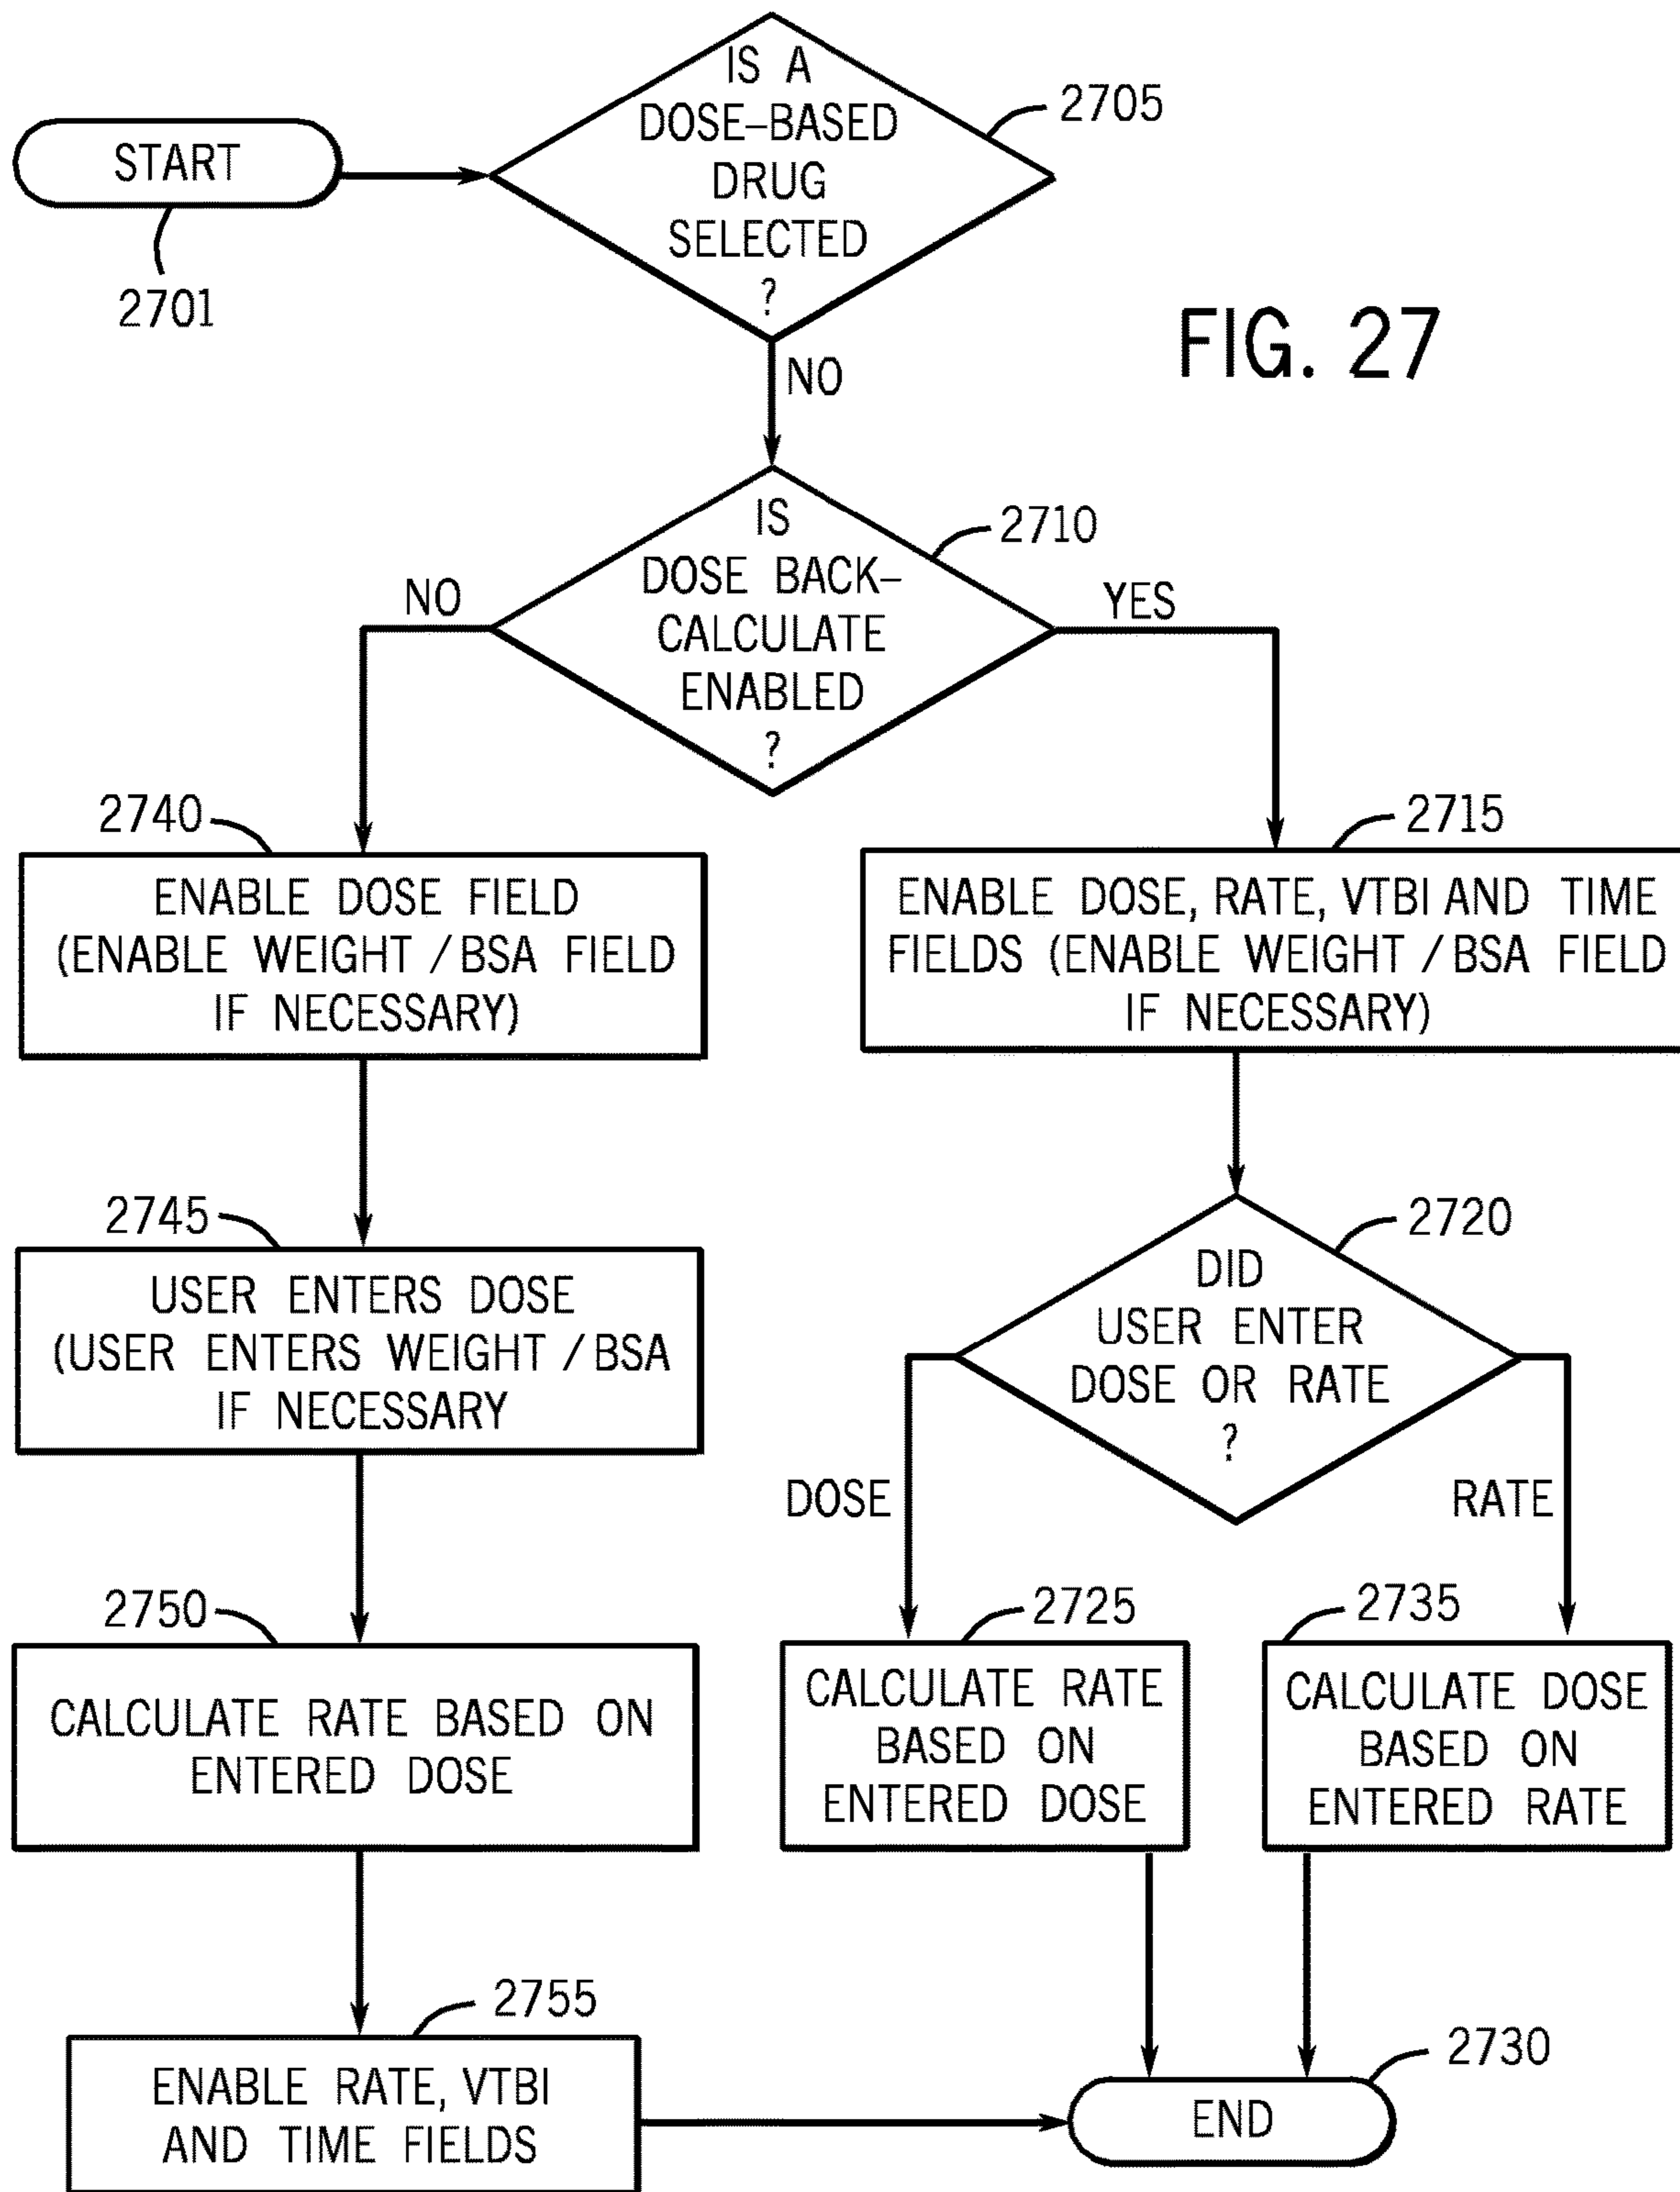 IS A
DOSE–BASED
DRUG
SELECTED
?
2705
START
2701
FIG. 27
NO
IS
DOSE BACK–
CALCULATE
ENABLED
?
2710
NO
YES
2740
ENABLE DOSE FIELD
(ENABLE WEIGHT / BSA FIELD
IF NECESSARY)
2715
ENABLE DOSE, RATE, VTBI AND TIME
FIELDS (ENABLE WEIGHT / BSA FIELD
IF NECESSARY)
2745
USER ENTERS DOSE
(USER ENTERS WEIGHT / BSA
IF NECESSARY
2720
DID
USER ENTER
DOSE OR RATE
?
DOSE
RATE
2750
CALCULATE RATE BASED ON
ENTERED DOSE
2725
CALCULATE RATE
BASED ON
ENTERED DOSE
2735
CALCULATE DOSE
BASED ON
ENTERED RATE
2755
ENABLE RATE, VTBI
AND TIME FIELDS
2730
END